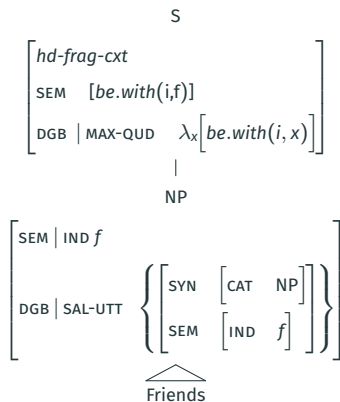 S
hd-frag-cxt
SEM [be.with(i,f)]
DGB | MAX-QUD λx[be.with(i, x)]
NP
SEM | IND f
DGB | SAL-UTT { [ SYN [CAT NP]
SEM [IND f] ] }
Friends